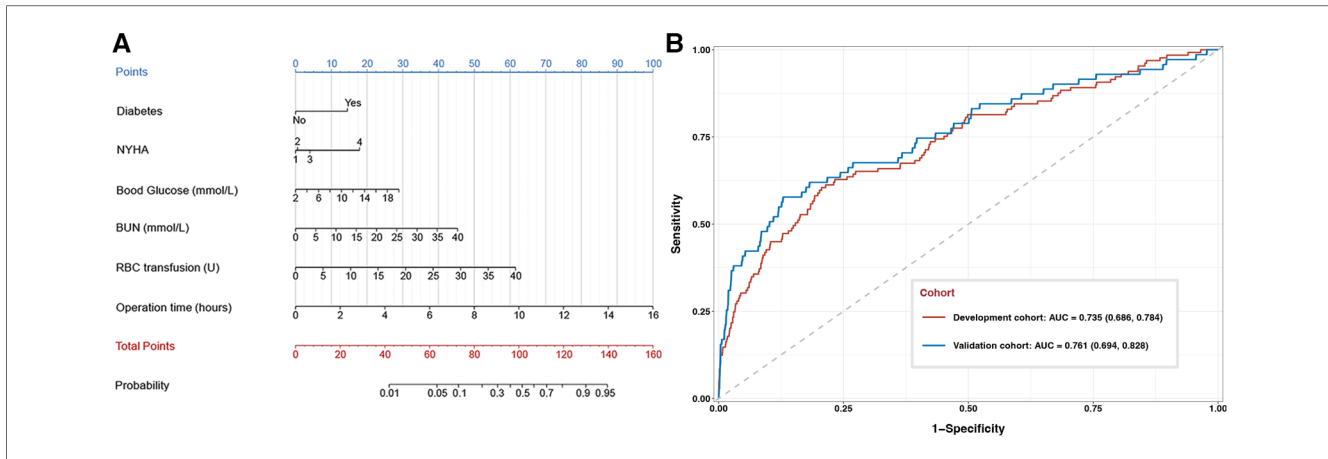 A
Points
0 10 20 30 40 50 60 70 80 90 100
Diabetes
Yes
No
NYHA
2 4
1 3
Bood Glucose (mmol/L)
2 6 10 14 18
BUN (mmol/L)
0 5 10 15 20 25 30 35 40
RBC transfusion (U)
0 5 10 15 20 25 30 40
Operation time (hours)
0 2 4 6 8 10 12 14 16
Total Points
0 20 40 60 80 100 120 140 160
Probability
0.01 0.05 0.1 0.3 0.5 0.7 0.9 0.95
B
1.00
0.75
0.50
0.25
0.00
Sensitivity
Cohort
Development cohort: AUC = 0.735 (0.686, 0.784)
Validation cohort: AUC = 0.761 (0.694, 0.828)
0.00 0.25 0.50 0.75 1.00
1−Specificity